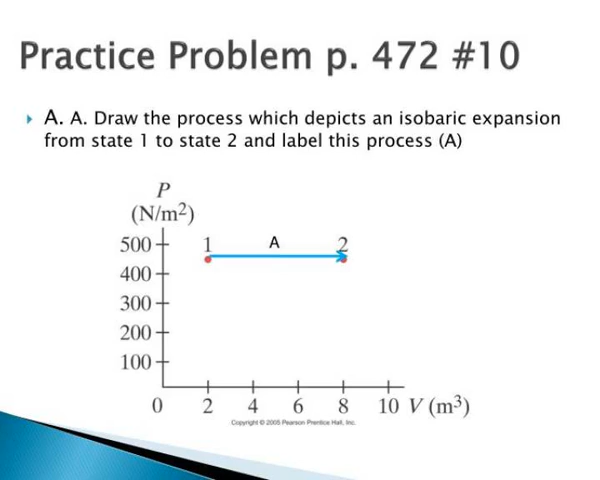 Practice Problem p. 472 #10
A. A. Draw the process which depicts an isobaric expansion
from state 1 to state 2 and label this process (A)
P
(N/m²)
500 1 A 2
400
300
200
100
0 2 4 6 8 10 V (m³)
Copyright © 2005 Pearson Prentice Hall, Inc.